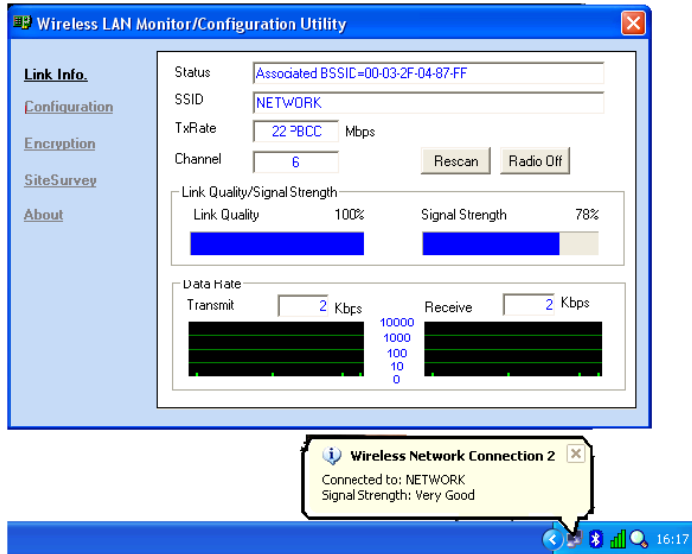 Wireless LAN Monitor/Configuration Utility
Link Info.
Configuration
Encryption
SiteSurvey
About
Status Associated BSSID=00-03-2F-04-87-FF
SSID NETWORK
TxRate 22 PBCC Mbps
Channel 6 Rescan Radio Off
Link Quality/Signal Strength
Link Quality 100% Signal Strength 78%
Data Rate
Transmit 2 Kbps Receive 2 Kbps
10000
1000
100
10
0
Wireless Network Connection 2
Connected to: NETWORK
Signal Strength: Very Good
16:17